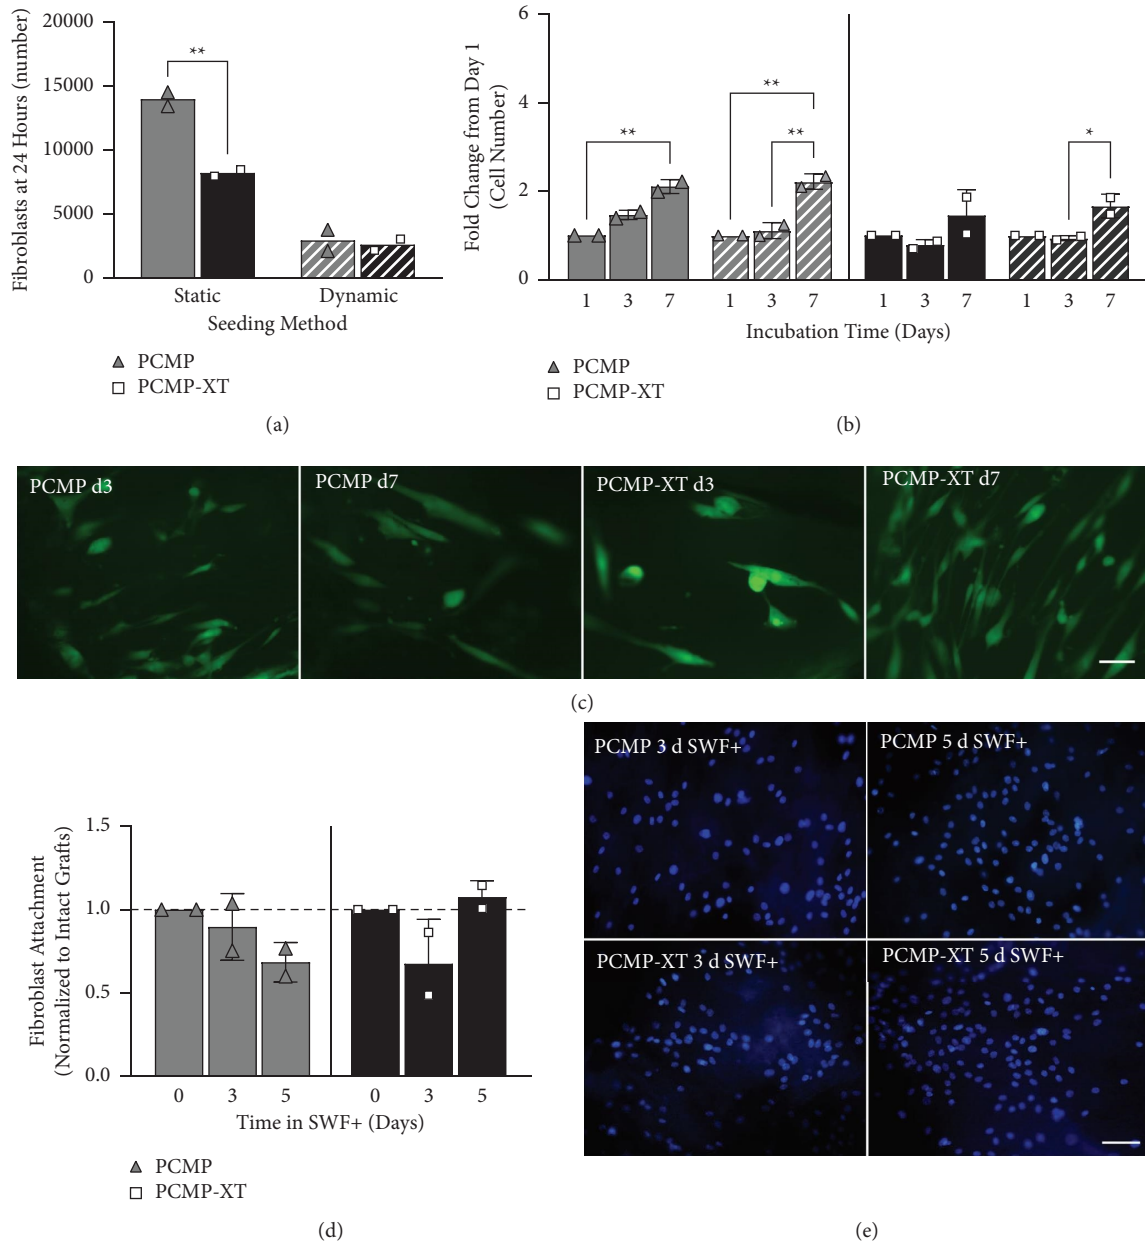 Fibroblasts at 24 Hours (number)
20000
15000
10000
5000
0
**
Static
Dynamic
Seeding Method
PCMP
PCMP-XT
(a)
Fold Change from Day 1
((Cell Number)
6
4
2
0
**
**
**
*
1 3 7 1 3 7 1 3 7 1 3 7
Incubation Time (Days)
PCMP
PCMP-XT
(b)
PCMP d3
PCMP d7
PCMP-XT d3
PCMP-XT d7
(c)
Fibroblast Attachment
(Normalized to Intact Grafts)
1.5
1.0
0.5
0.0
0 3 5 0 3 5
Time in SWF+ (Days)
PCMP
PCMP-XT
(d)
PCMP 3 d SWF+
PCMP 5 d SWF+
PCMP-XT 3 d SWF+
PCMP-XT 5 d SWF+
(e)